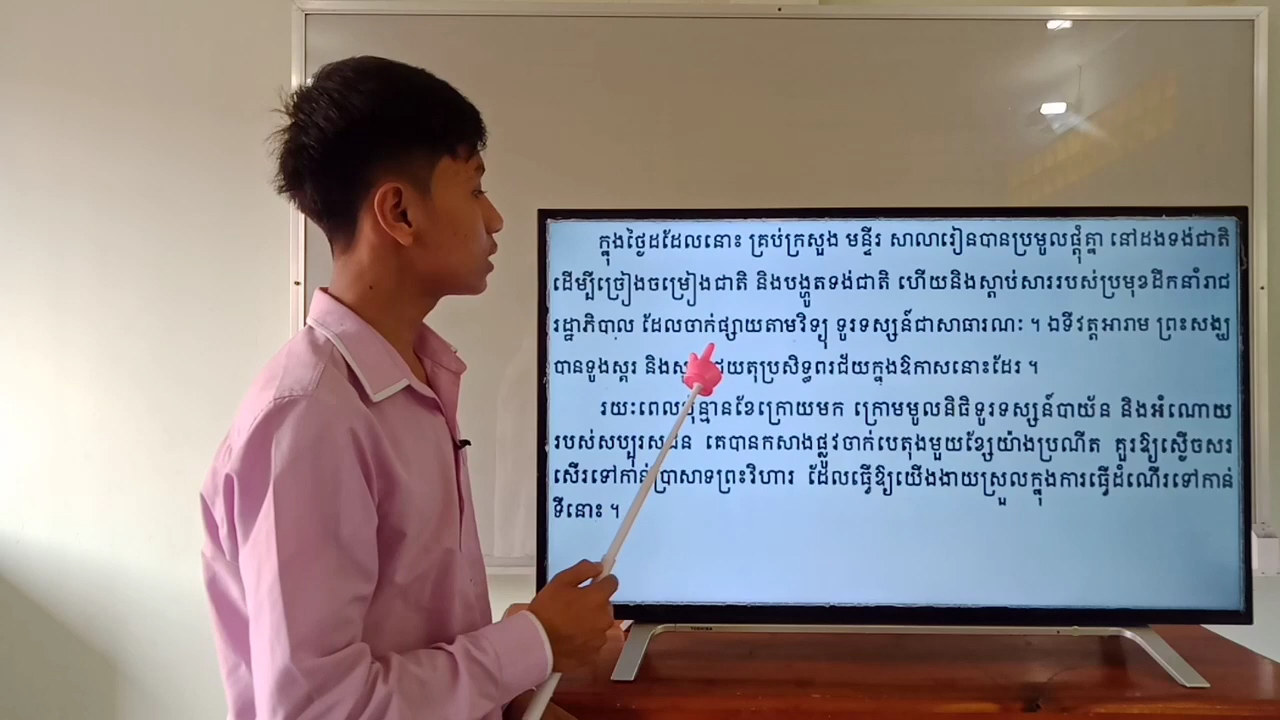 ក្នុងថ្ងៃដដែលនោះ គ្រប់ក្រសួង មន្ទីរ សាលារៀនបានប្រមូលផ្តុំគ្នា នៅដងទង់ជាតិ
ដើម្បីច្រៀងចម្រៀងជាតិ និងបង្ហូតទង់ជាតិ ហើយនិងស្តាប់សាររបស់ប្រមុខដឹកនាំរាជ
រដ្ឋាភិបាល ដែលចាក់ផ្សាយតាមវិទ្យុ ទូរទស្សន៍ជាសាធារណៈ ។ ឯទីវត្តអារាម ព្រះសង្ឃ
បានទូងស្គរ និង ប្រសិទ្ធពរជ័យក្នុងឱកាសនោះដែរ ។
រយៈពេលប៉ុន្មានខែក្រោយមក ក្រោមមូលនិធិ ទូរទស្សន៍បាយ័ន និងអំណោយ
របស់សប្បុរសជន គេបានកសាងផ្លូវចាក់បេតុងមួយខ្សែយ៉ាងប្រណីត គួរឱ្យស្ងើចសរ
សើរទៅកាន់ប្រាសាទព្រះវិហារ ដែលធ្វើឱ្យយើងងាយស្រួលក្នុងការធ្វើដំណើរទៅកាន់
ទីនោះ ។
TOSHIBA